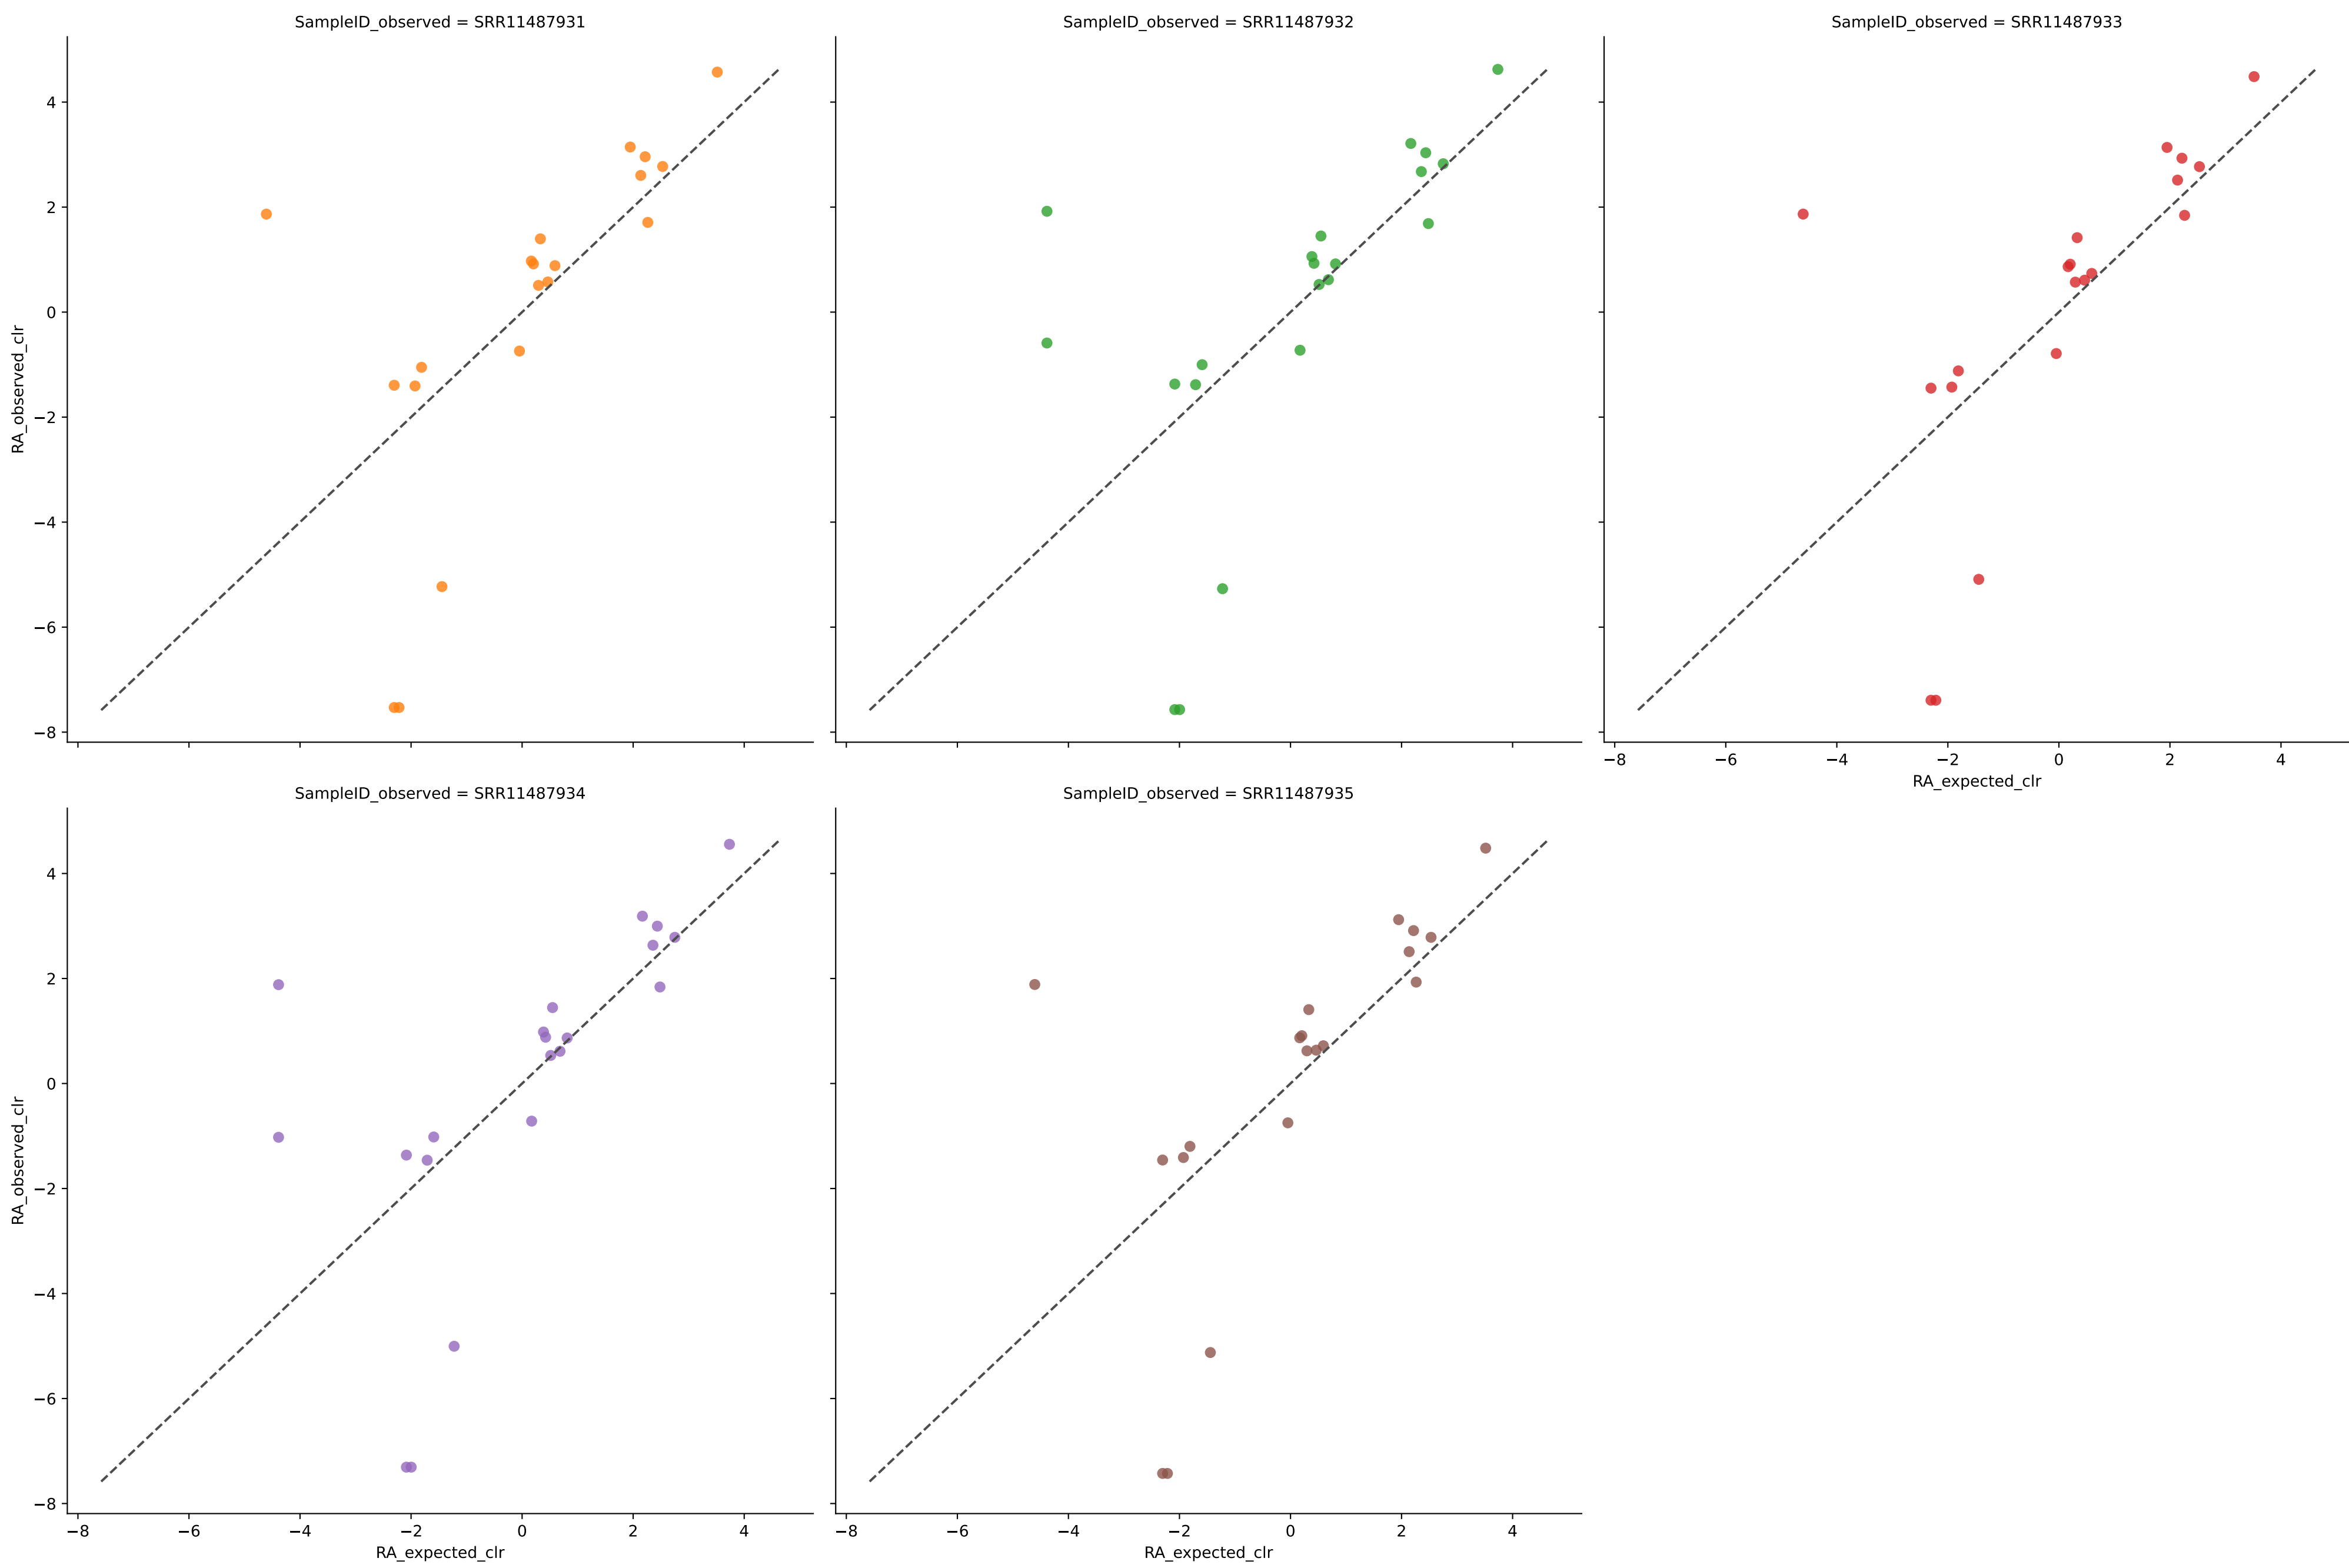 SampleID_observed = SRR11487931
SampleID_observed = SRR11487932
SampleID_observed = SRR11487933
RA_observed_clr
4
2
0
−2
−4
−6
−8
−8 −6 −4 −2 0 2 4
RA_expected_clr
SampleID_observed = SRR11487934
SampleID_observed = SRR11487935
RA_observed_clr
4
2
0
−2
−4
−6
−8
−8 −6 −4 −2 0 2 4
−8 −6 −4 −2 0 2 4
RA_expected_clr
RA_expected_clr